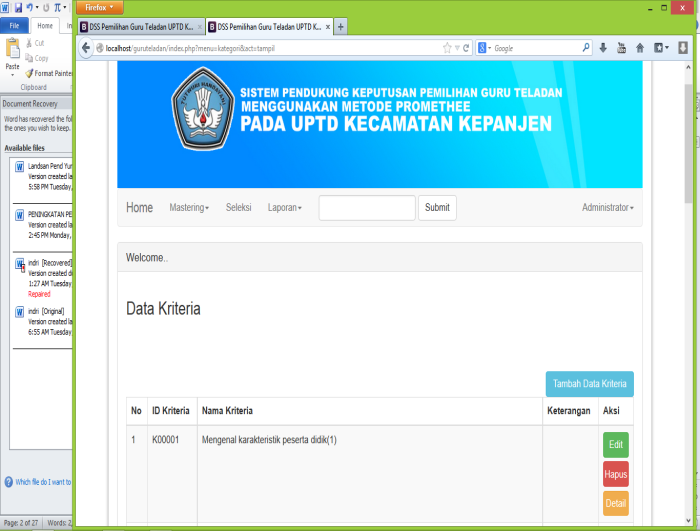 File
Home
Cut
Copy
Paste
Format Painter
Clipboard
Document Recovery
Word has recovered the fol
the ones you wish to keep.
Available files
Landsan Pend Yur
Version created la
5:58 PM Tuesday,
PENINGKATAN PE
Version created la
2:45 PM Monday,
indri [Recovered]
Version created di
1:27 AM Tuesday
Repaired
indri [Original]
Version created la
6:55 AM Tuesday
Which file do I want to
Page: 2 of 27 Words: 2,
Firefox
DSS Pemilihan Guru Teladan UPTD K... × DSS Pemilihan Guru Teladan UPTD K... × +
localhost/guruteladan/index.php?menu=kategori&act=tampil
Google
TUTWURI HANDAYANI
SISTEM PENDUKUNG KEPUTUSAN PEMILIHAN GURU TELADAN
MENGGUNAKAN METODE PROMETHEE
PADA UPTD KECAMATAN KEPANJEN
Home Mastering Seleksi Laporan Submit Administrator
Welcome..
Data Kriteria
Tambah Data Kriteria
No ID Kriteria Nama Kriteria Keterangan Aksi
1 K00001 Mengenal karakteristik peserta didik(1) Edit
Hapus
Detail